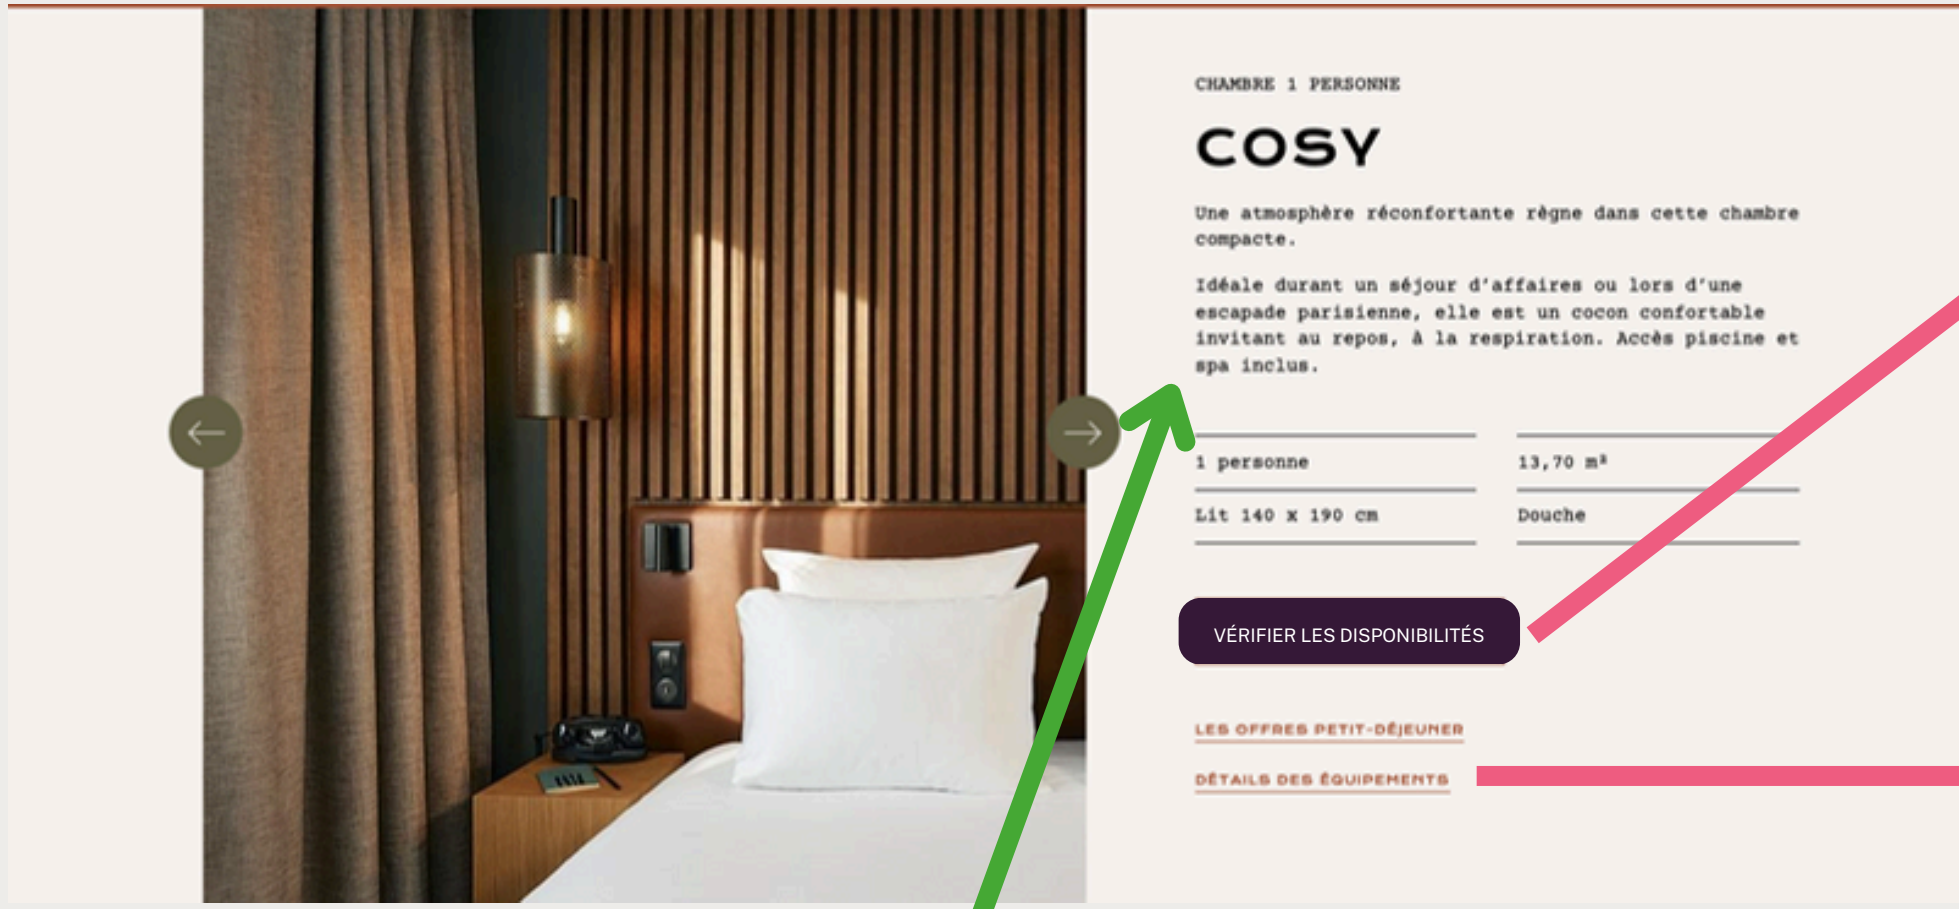 CHAMBRE 1 PERSONNE
COSY
Une atmosphère réconfortante règne dans cette chambre
compacte.
Idéale durant un séjour d'affaires ou lors d'une
escapade parisienne, elle est un cocon confortable
invitant au repos, à la respiration. Accès piscine et
spa inclus.
1 personne
13,70 m²
Lit 140 x 190 cm
Douche
VÉRIFIER LES DISPONIBILITÉS
LES OFFRES PETIT-DÉJEUNER
DÉTAILS DES ÉQUIPEMENTS